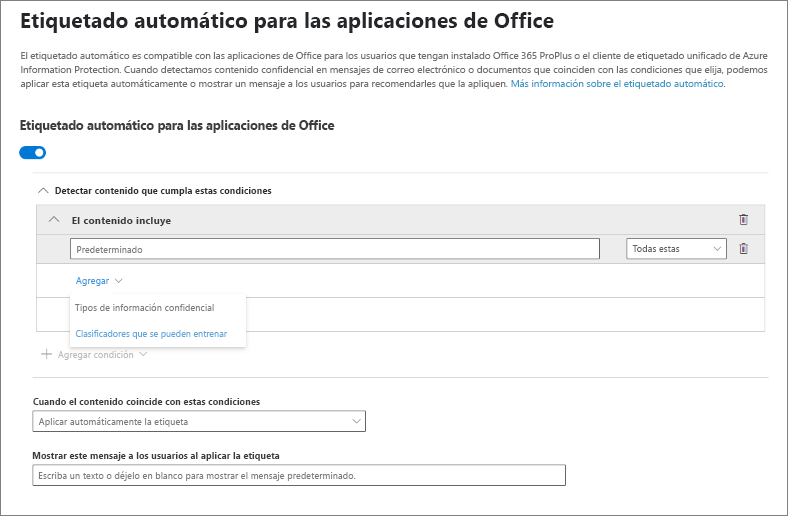 Etiquetado automático para las aplicaciones de Office
El etiquetado automático es compatible con las aplicaciones de Office para los usuarios que tengan instalado Office 365 ProPlus o el cliente de etiquetado unificado de Azure
Information Protection. Cuando detectamos contenido confidencial en mensajes de correo electrónico o documentos que coinciden con las condiciones que elija, podemos
aplicar esta etiqueta automáticamente o mostrar un mensaje a los usuarios para recomendarles que la apliquen. Más información sobre el etiquetado automático.
Etiquetado automático para las aplicaciones de Office
Detectar contenido que cumpla estas condiciones
El contenido incluye
Predeterminado
Todas estas
Agregar
Tipos de información confidencial
Clasificadores que se pueden entrenar
Agregar condición
Cuando el contenido coincide con estas condiciones
Aplicar automáticamente la etiqueta
Mostrar este mensaje a los usuarios al aplicar la etiqueta
Escriba un texto o déjelo en blanco para mostrar el mensaje predeterminado.